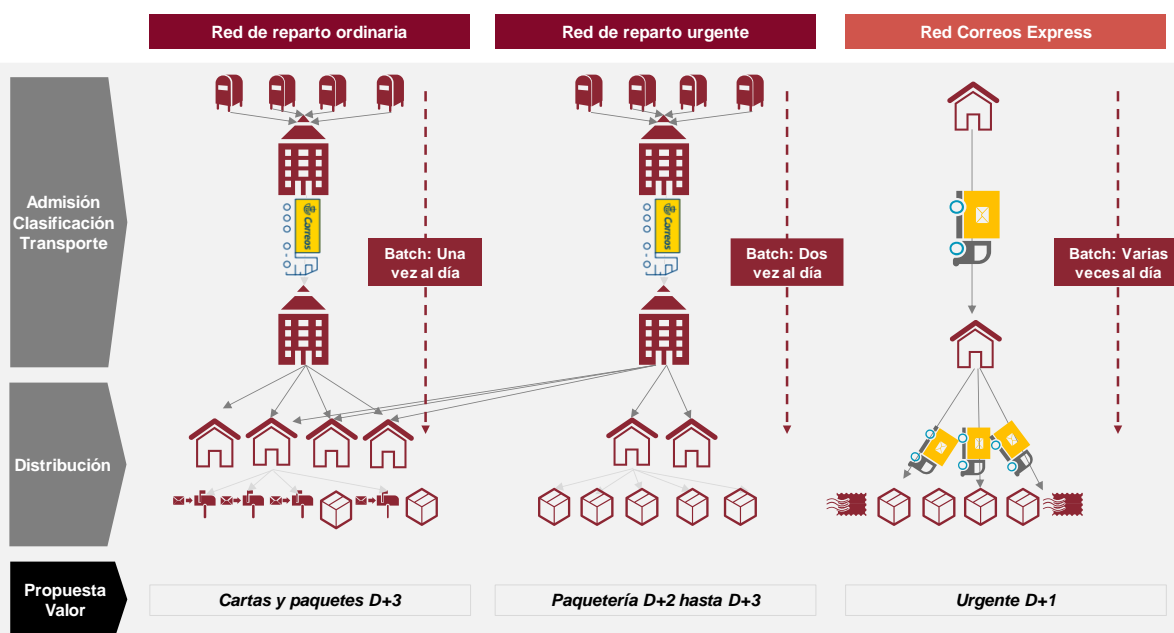 Red de reparto ordinaria
Red de reparto urgente
Red Correos Express
Admisión
Clasificación
Transporte
Correos
Correos
Batch: Una
vez al día
Batch: Dos
vez al día
Batch: Varias
veces al día
Distribución
Propuesta
Valor
Cartas y paquetes D+3
Paquetería D+2 hasta D+3
Urgente D+1